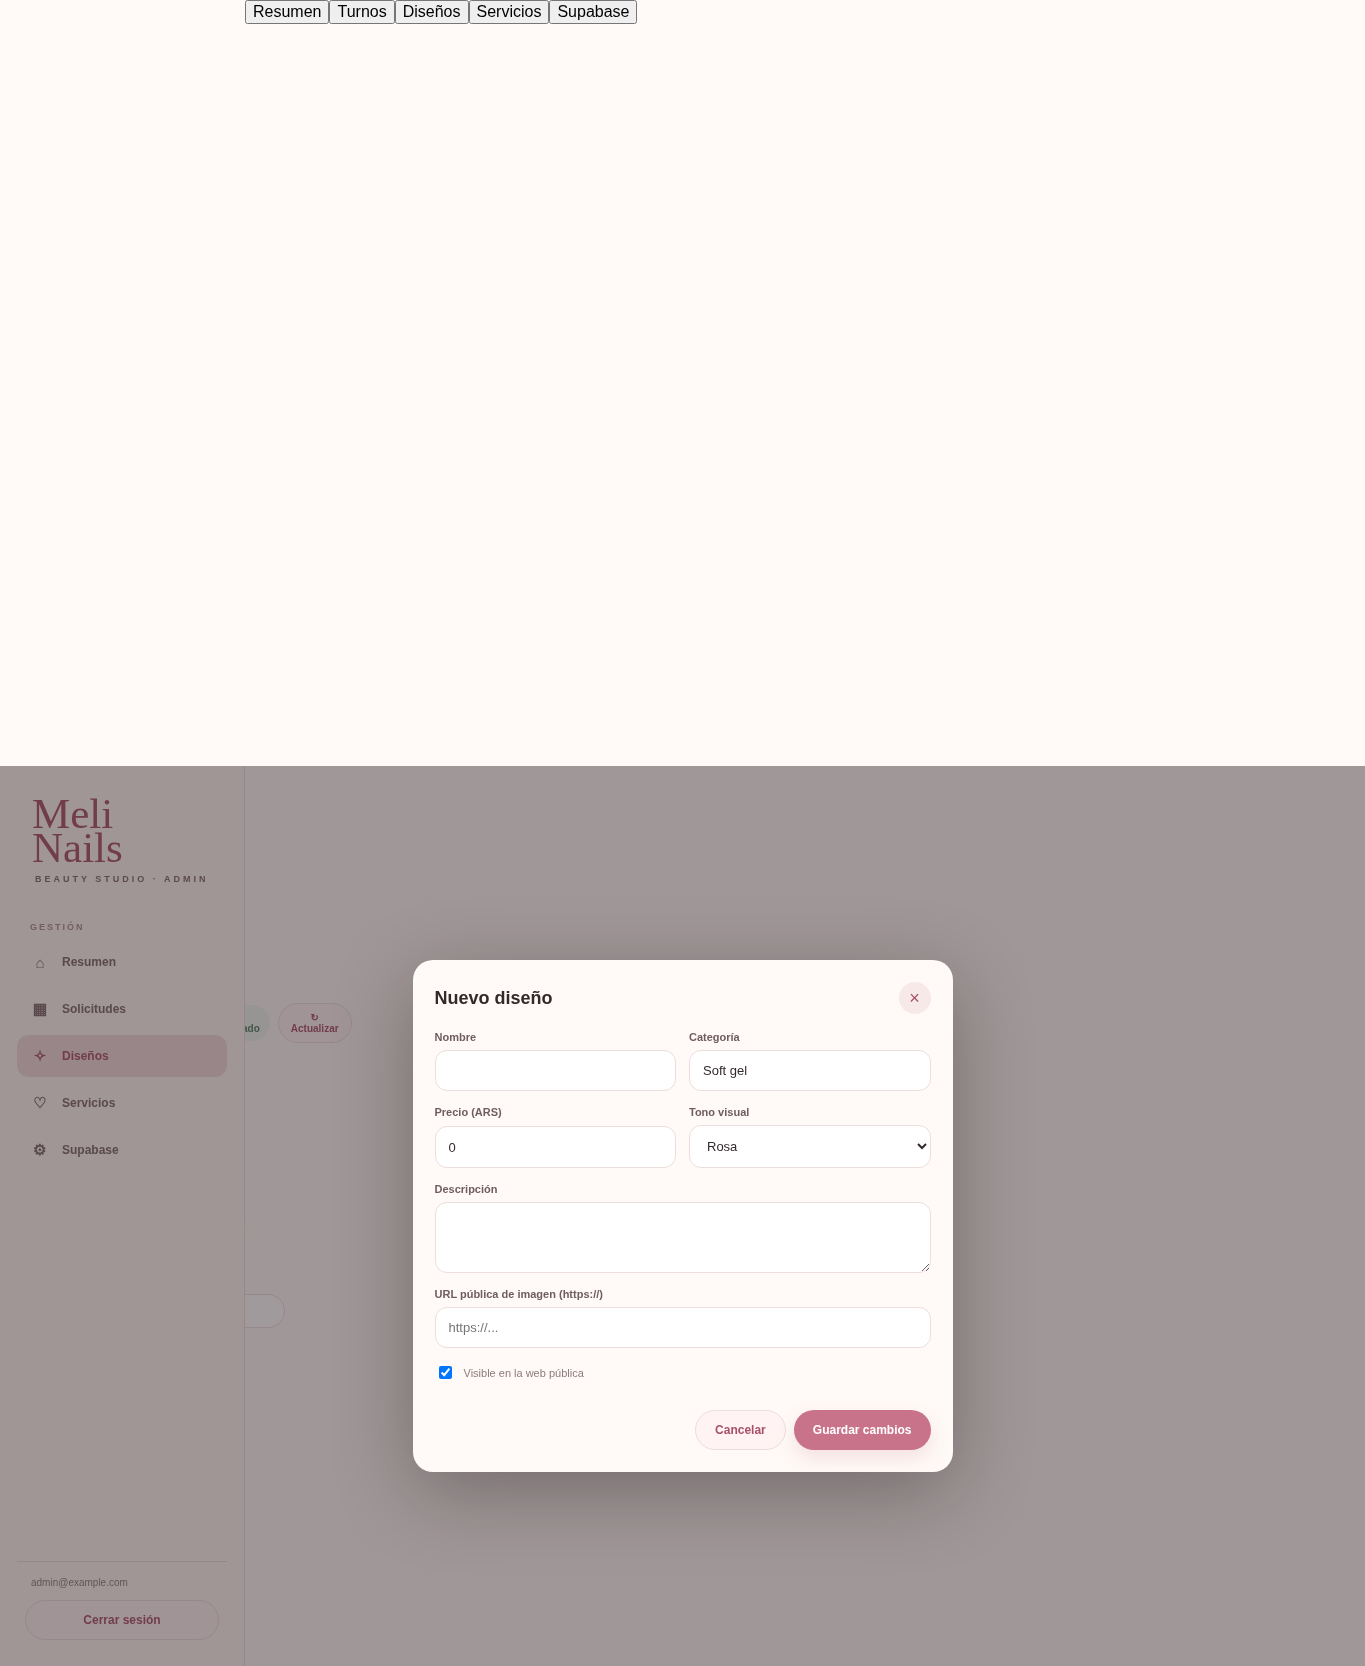 Resumen Turnos Diseños Servicios Supabase
Meli
Nails
BEAUTY STUDIO · ADMIN
GESTIÓN
⌂ Resumen
▦ Solicitudes
✧ Diseños
♡ Servicios
⚙ Supabase
admin@example.com
Cerrar sesión
ado
↻
Actualizar
Nuevo diseño ×
Nombre Categoría
Soft gel
Precio (ARS) Tono visual
0 Rosa
Descripción
URL pública de imagen (https://)
https://...
Visible en la web pública
Cancelar Guardar cambios